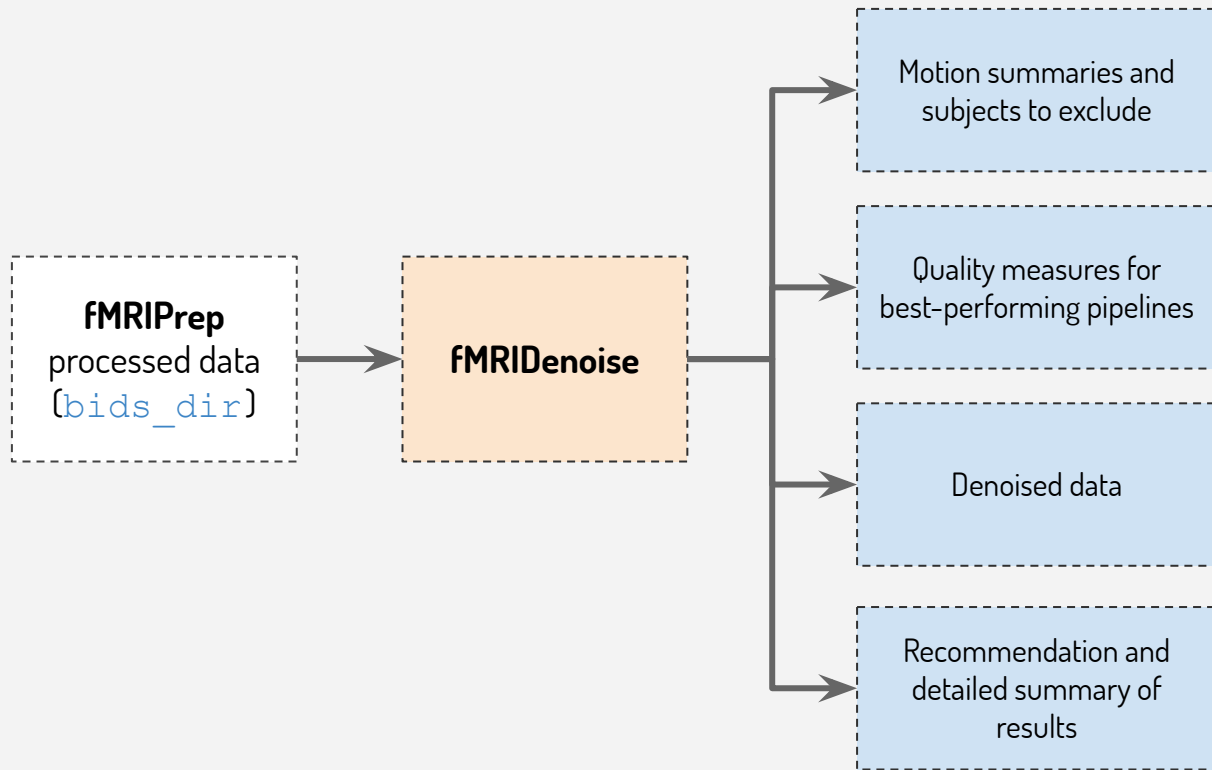 Motion summaries and
subjects to exclude
Quality measures for
best-performing pipelines
fMRIPrep
processed data
(bids_dir)
fMRIDenoise
Denoised data
Recommendation and
detailed summary of
results